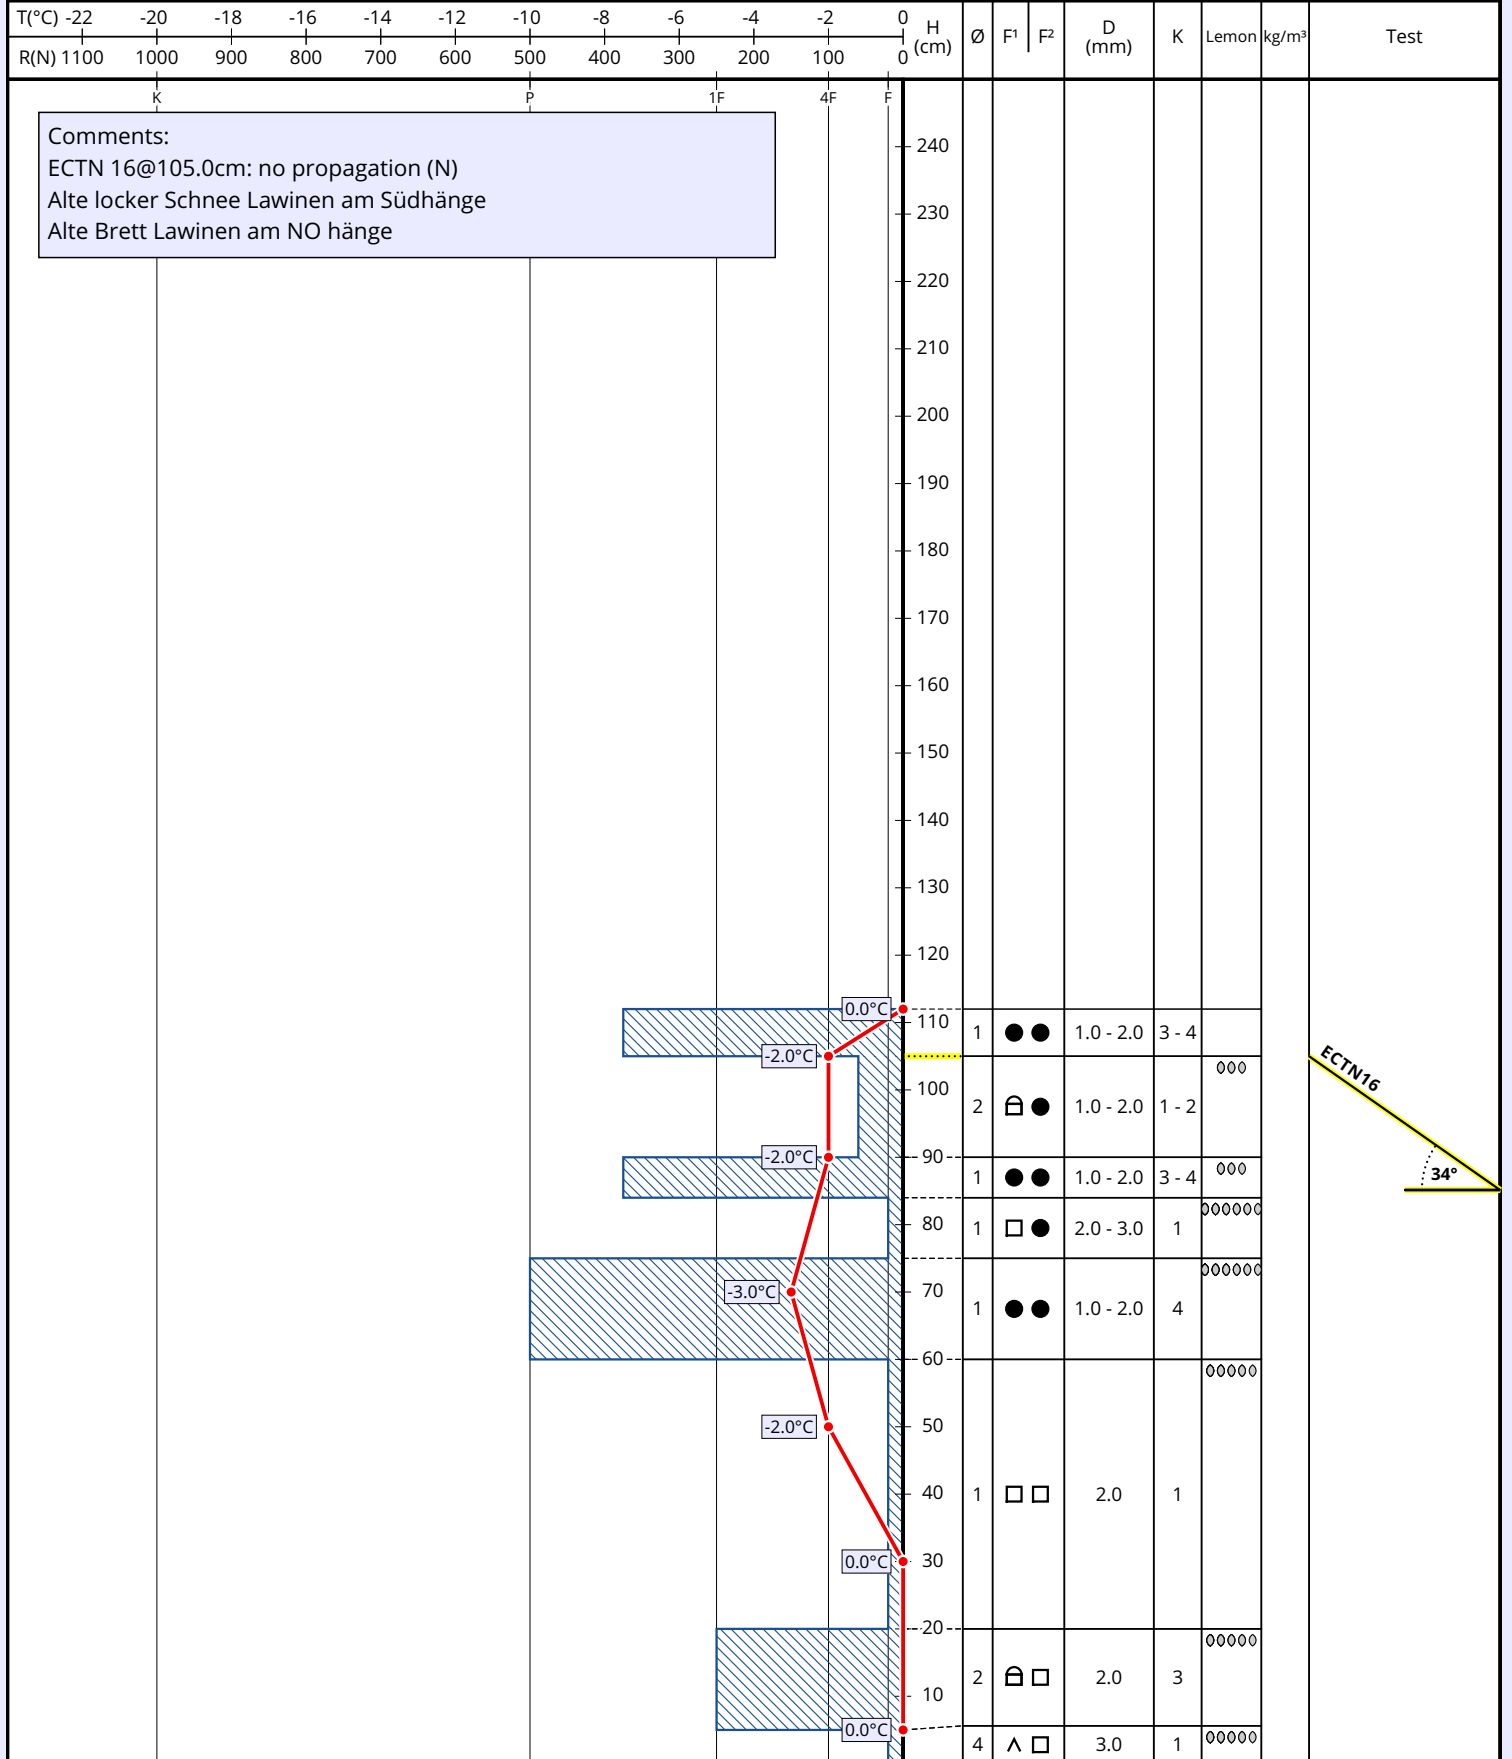 T(°C) -22 -20 -18 -16 -14 -12 -10 -8 -6 -4 -2 0
R(N) 1100 1000 900 800 700 600 500 400 300 200 100 0
H (cm) Ø F¹ F² D (mm) K Lemon kg/m³ Test
K P 1F 4F F
Comments:
ECTN 16@105.0cm: no propagation (N)
Alte locker Schnee Lawinen am Südhänge
Alte Brett Lawinen am NO hänge
240
230
220
210
200
190
180
170
160
150
140
130
120
0.0°C
110
1 1.0 - 2.0 3 - 4
-2.0°C
ECTN16
100
2 1.0 - 2.0 1 - 2
-2.0°C 90
1 1.0 - 2.0 3 - 4
34°
80
1 2.0 - 3.0 1
-3.0°C 70
1 1.0 - 2.0 4
60
-2.0°C 50
40
1 2.0 1
0.0°C 30
20
2 2.0 3
10
0.0°C
4 3.0 1